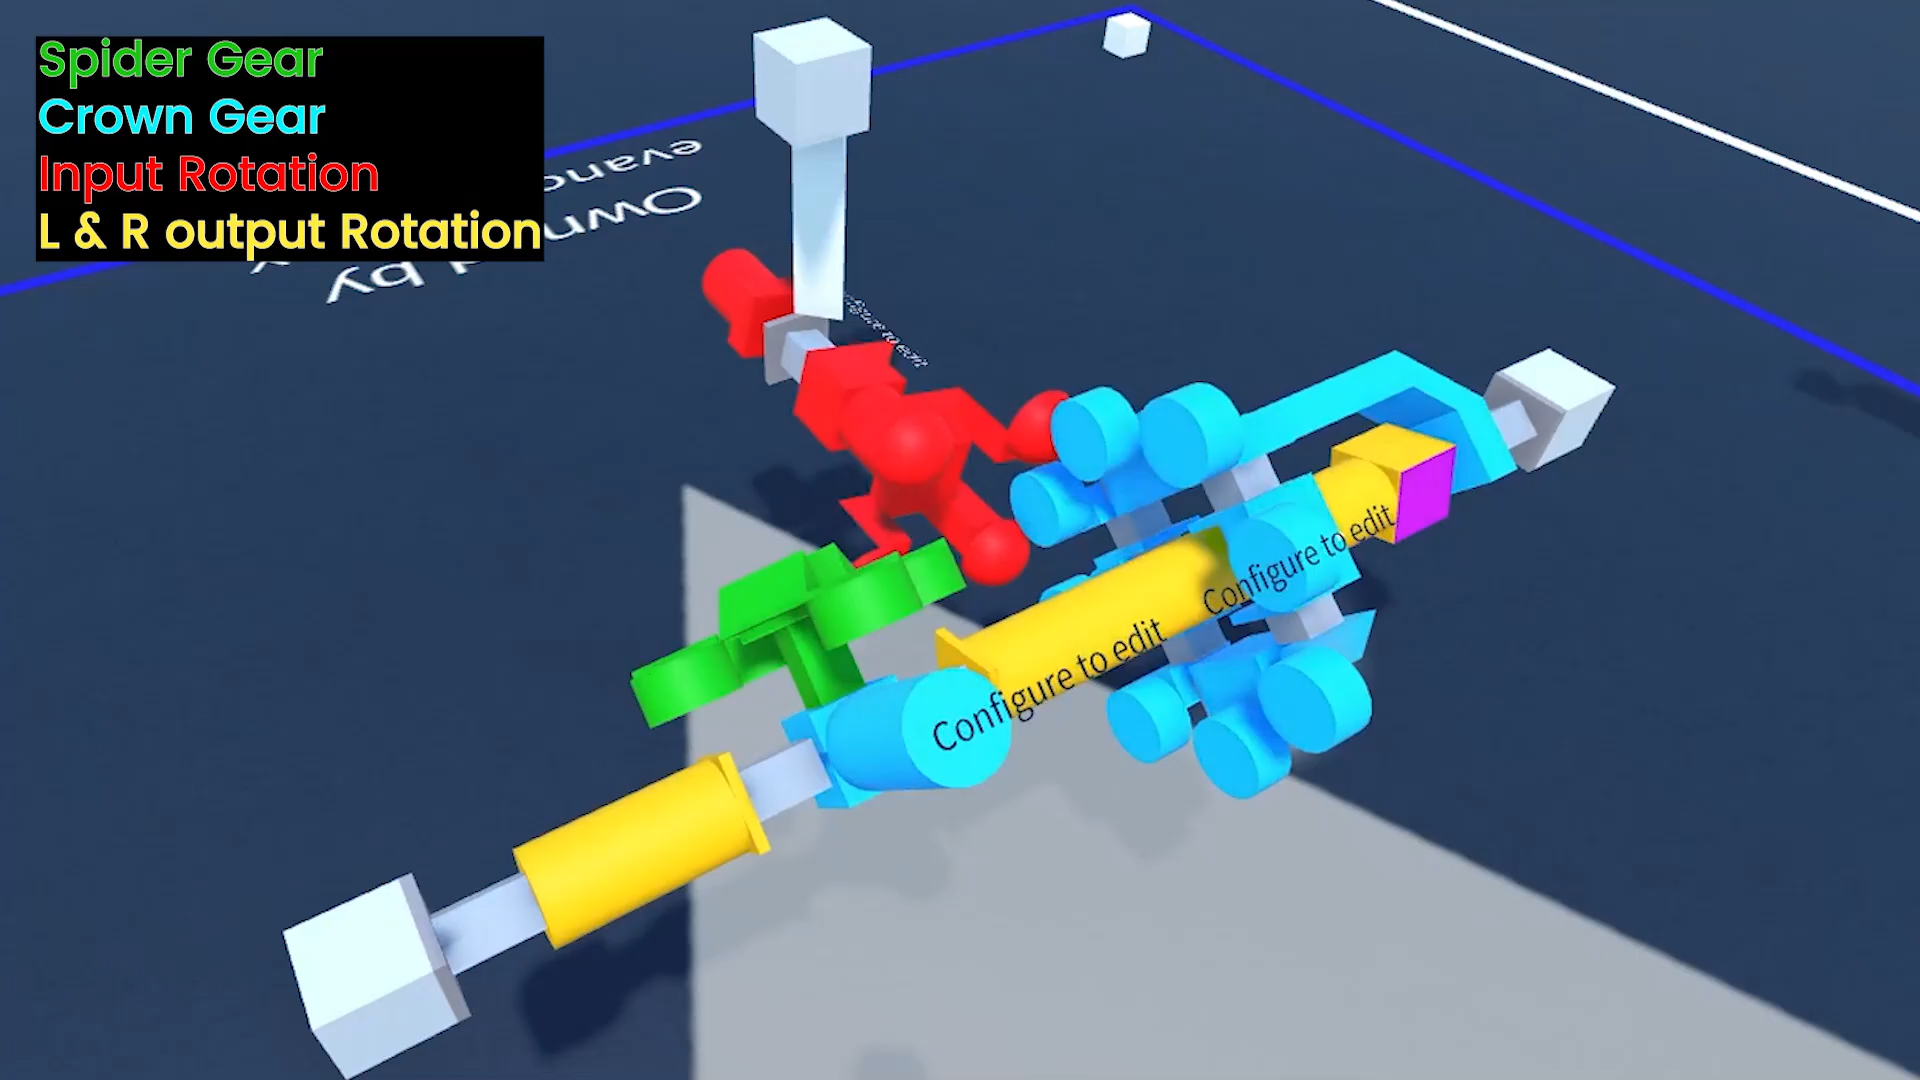 Spider Gear
Crown Gear
Input Rotation
L & R output Rotation
Configure to edit
Configure to edit